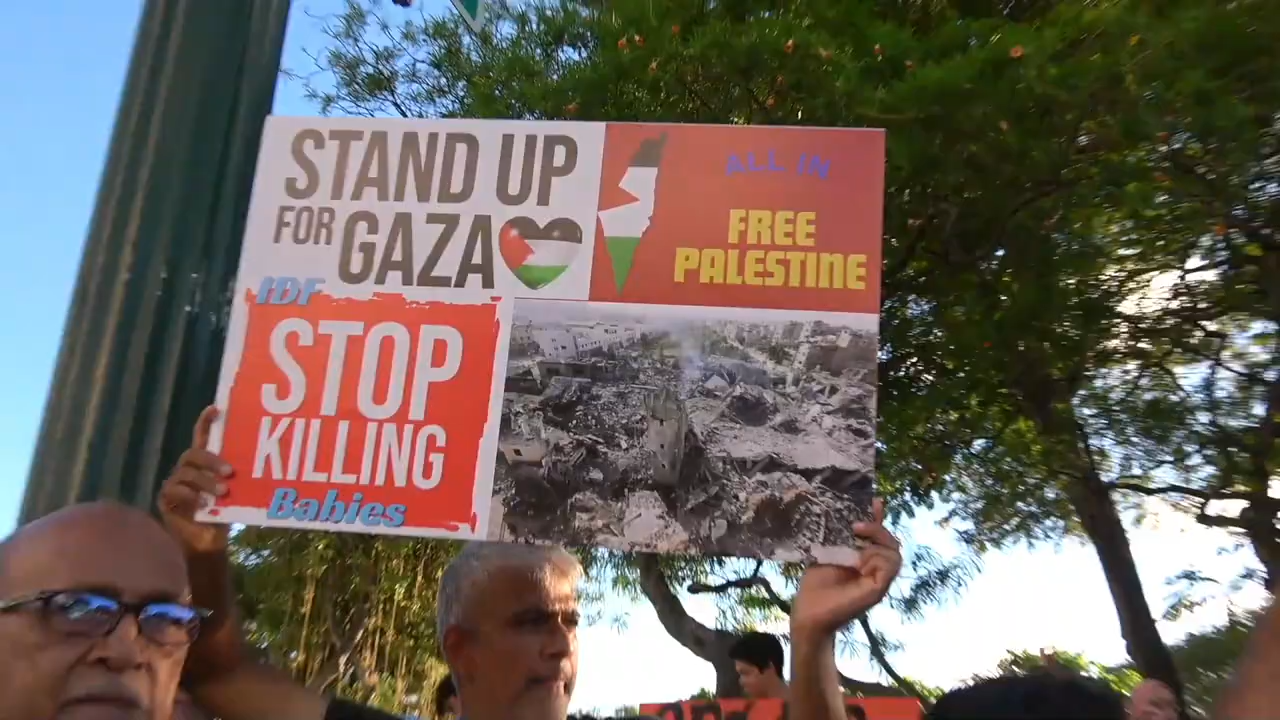 STAND UP
FOR GAZA
ALL IN
FREE
PALESTINE
IDF
STOP
KILLING
Babies